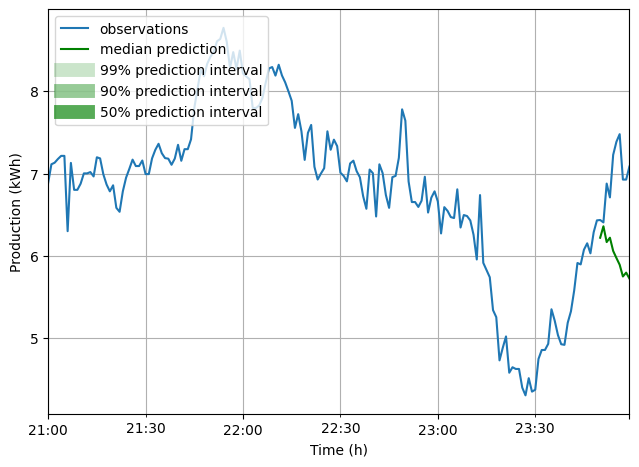 observations
median prediction
99% prediction interval
90% prediction interval
50% prediction interval
8
7
6
5
Production (kWh)
21:00
21:30
22:00
22:30
23:00
23:30
Time (h)